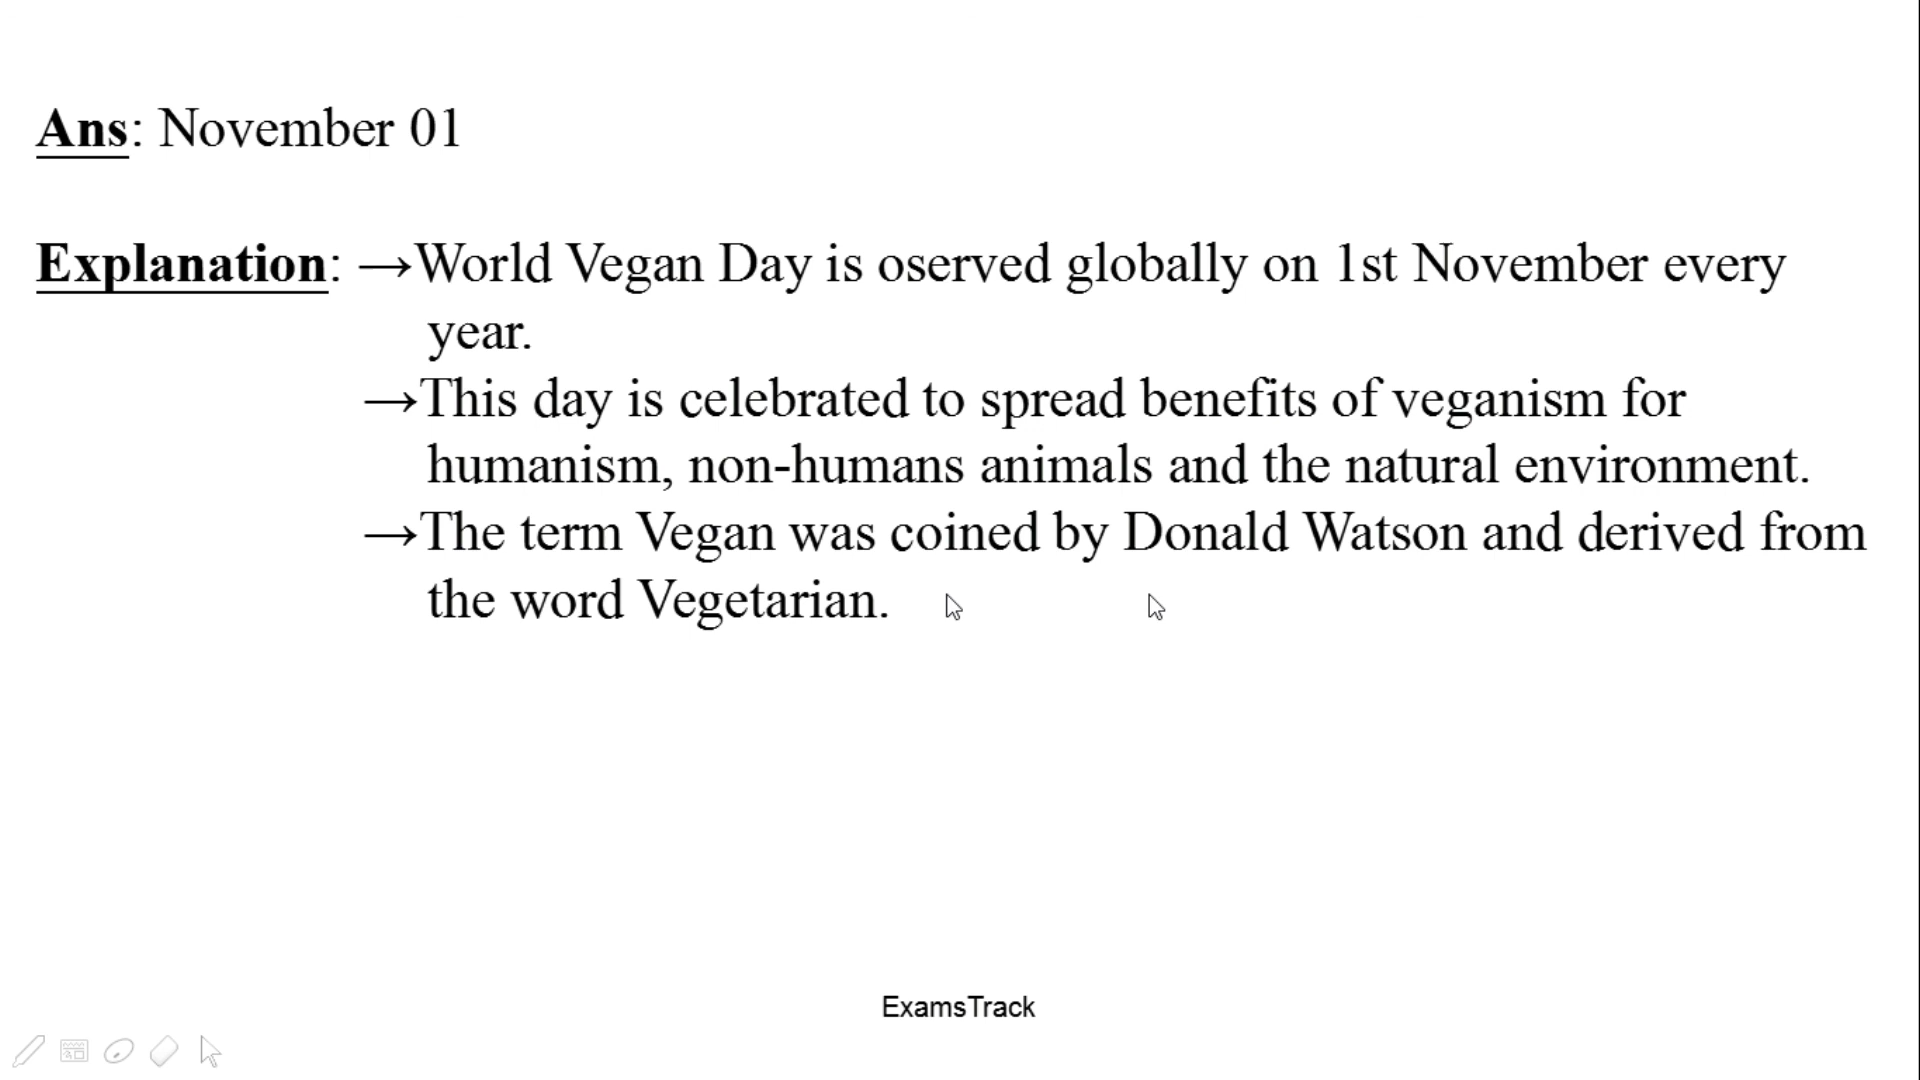 Ans: November 01
Explanation: →World Vegan Day is oserved globally on 1st November every
year.
→This day is celebrated to spread benefits of veganism for
humanism, non-humans animals and the natural environment.
→The term Vegan was coined by Donald Watson and derived from
the word Vegetarian.
ExamsTrack